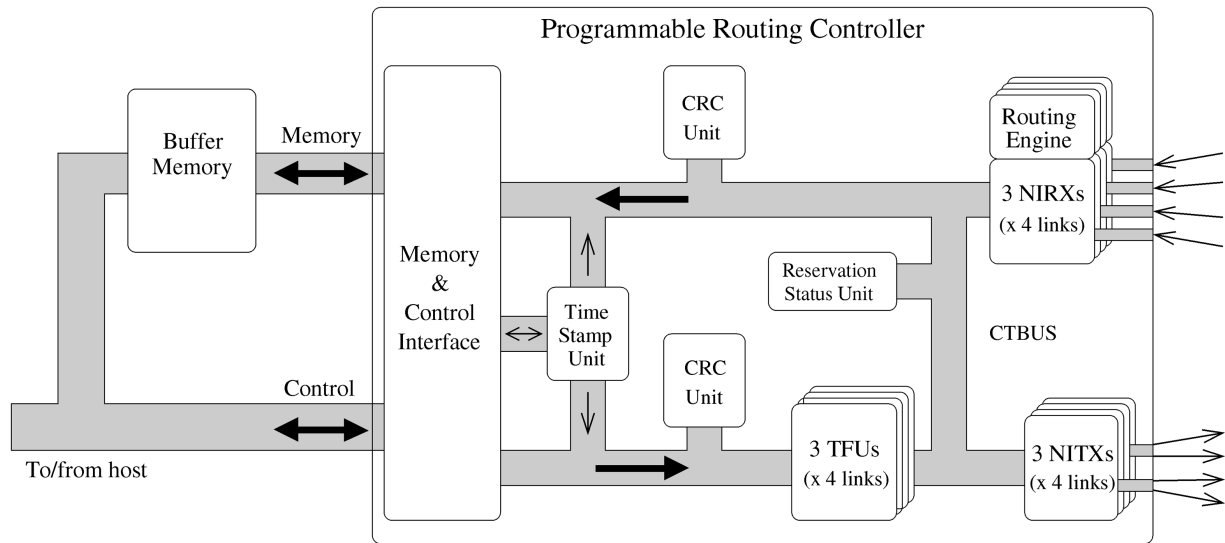 Programmable Routing Controller
CRC
Unit
Routing
Engine
Buffer
Memory
Memory
3 NIRXs
(x 4 links)
Memory
&
Control
Interface
Reservation
Status Unit
Time
Stamp
Unit
CTBUS
CRC
Unit
Control
3 TFUs
(x 4 links)
3 NITXs
(x 4 links)
To/from host